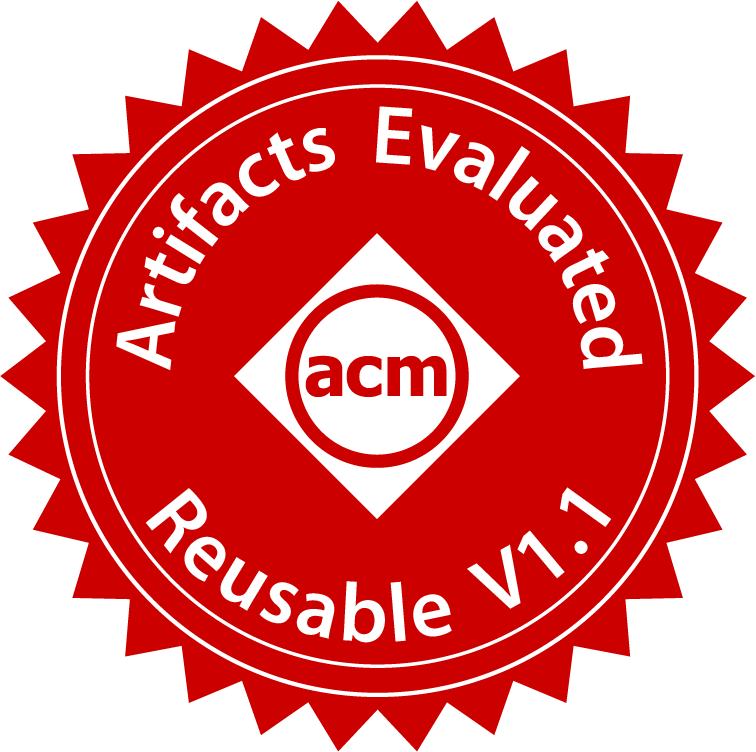 Artifacts Evaluated
acm
Reusable V1.1